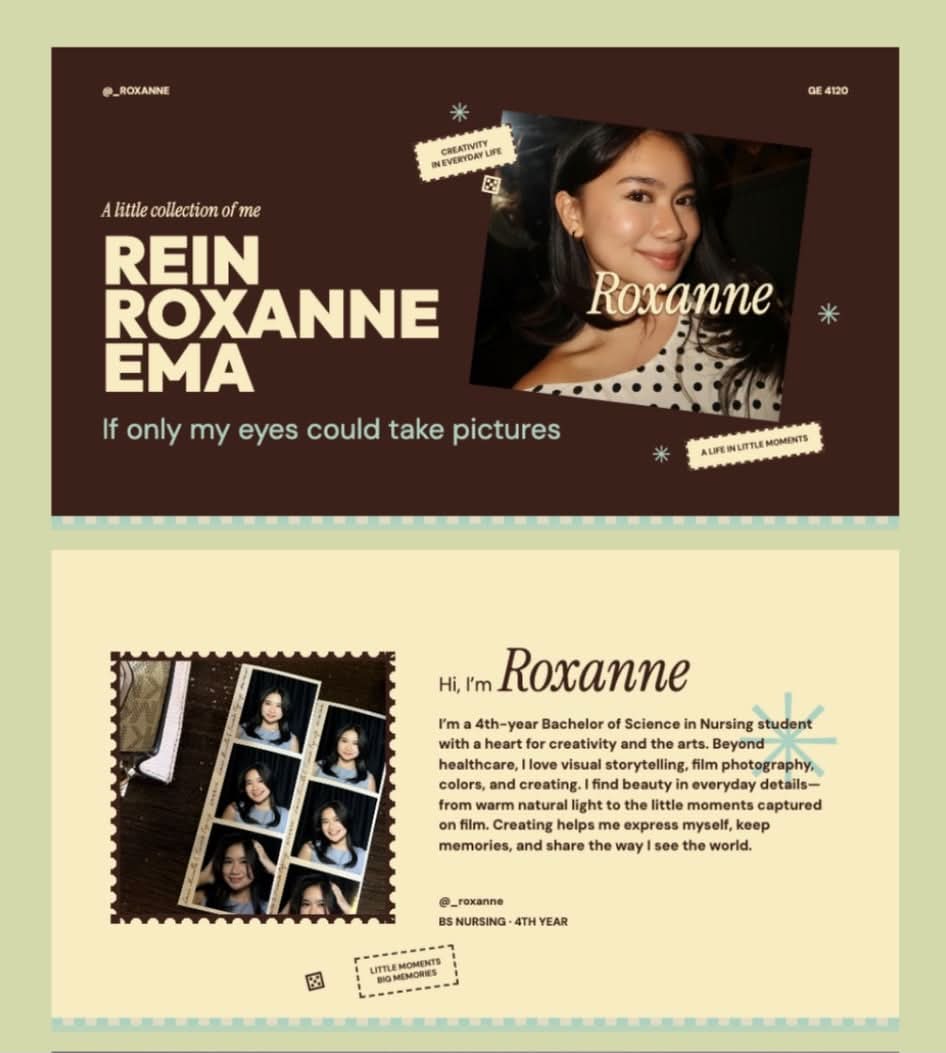 @_ROXANNE
GE 4120
CREATIVITY
IN EVERYDAY LIFE
A little collection of me
REIN
ROXANNE
EMA
Roxanne
If only my eyes could take pictures
A LIFE IN LITTLE MOMENTS
Hi, I’m Roxanne
I’m a 4th-year Bachelor of Science in Nursing student
with a heart for creativity and the arts. Beyond
healthcare, I love visual storytelling, film photography,
colors, and creating. I find beauty in everyday details—
from warm natural light to the little moments captured
on film. Creating helps me express myself, keep
memories, and share the way I see the world.
@_roxanne
BS NURSING · 4TH YEAR
LITTLE MOMENTS
BIG MEMORIES